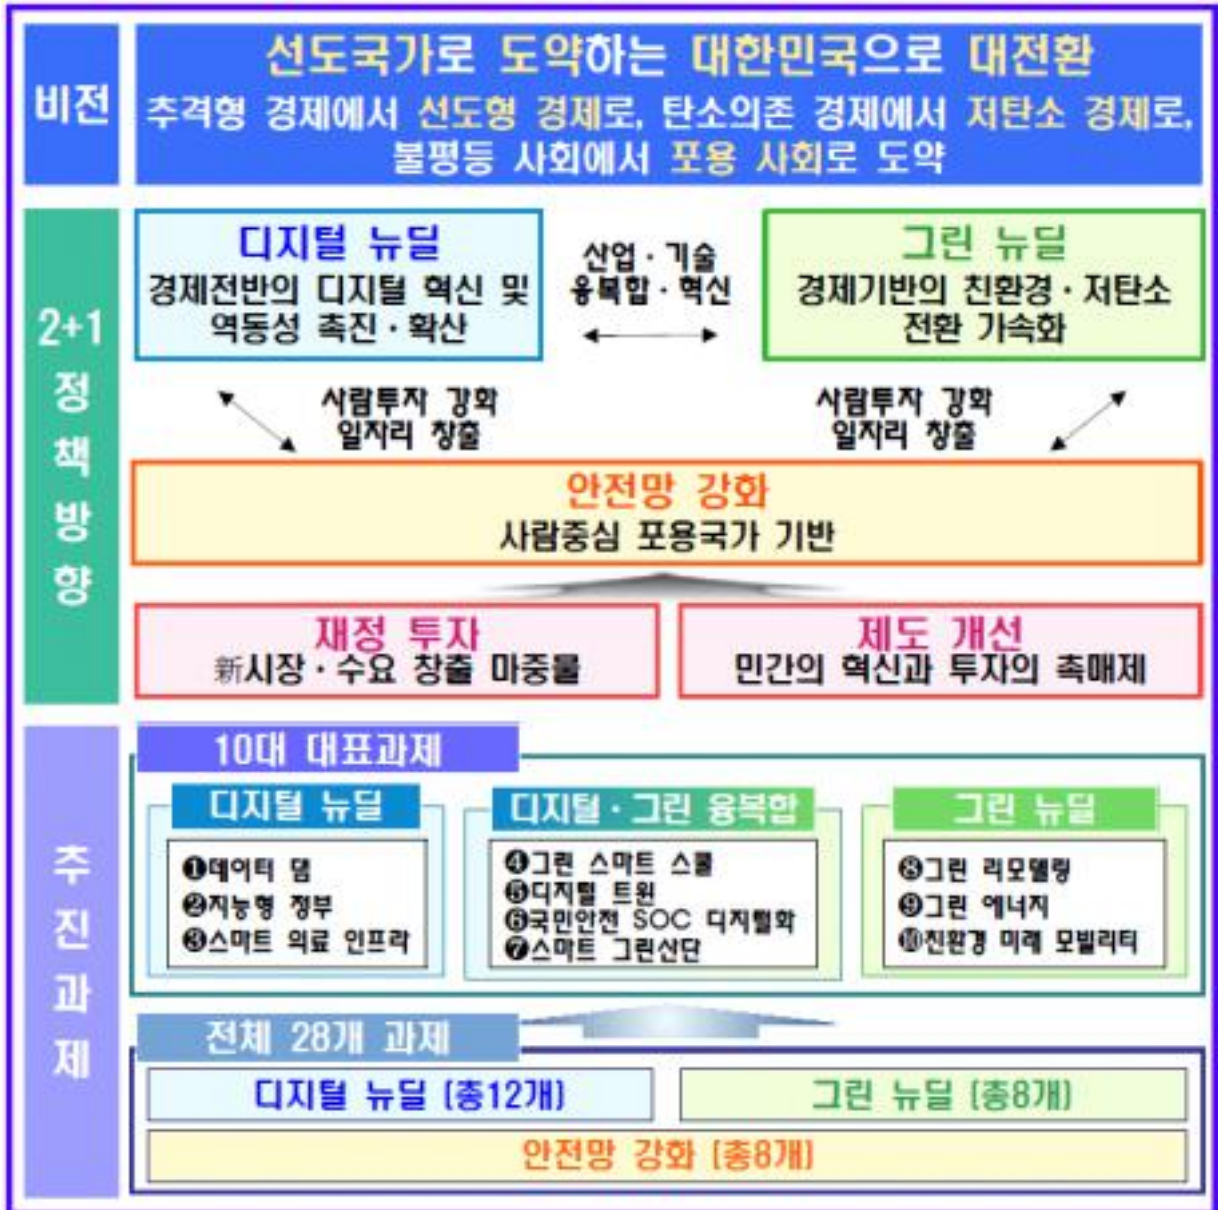 비전
선도국가로 도약하는 대한민국으로 대전환
추격형 경제에서 선도형 경제로, 탄소의존 경제에서 저탄소 경제로,
불평등 사회에서 포용 사회로 도약
2+1
정
책
방
향
디지털 뉴딜
경제전반의 디지털 혁신 및
역동성 촉진·확산
산업·기술
융복합·혁신
그린 뉴딜
경제기반의 친환경·저탄소
전환 가속화
사람투자 강화
일자리 창출
사람투자 강화
일자리 창출
안전망 강화
사람중심 포용국가 기반
재정 투자
新시장·수요 창출 마중물
제도 개선
민간의 혁신과 투자의 촉매제
추
진
과
제
10대 대표과제
디지털 뉴딜
❶데이터 댐
❷지능형 정부
❸스마트 의료 인프라
디지털·그린 융복합
❹그린 스마트 스쿨
❺디지털 트윈
❻국민안전 SOC 디지털화
❼스마트 그린산단
그린 뉴딜
❽그린 리모델링
❾그린 에너지
❿친환경 미래 모빌리티
전체 28개 과제
디지털 뉴딜 (총12개)
그린 뉴딜 (총8개)
안전망 강화 (총8개)